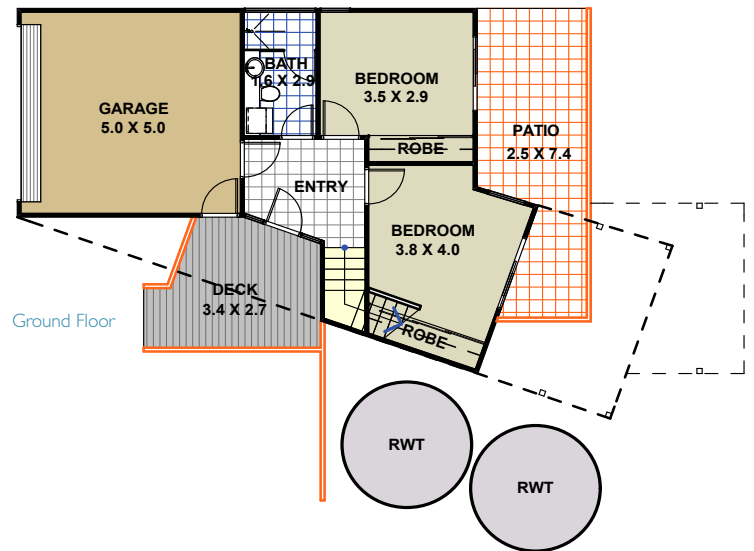 BATH
1.6 X 2.9
BEDROOM
3.5 X 2.9
GARAGE
5.0 X 5.0
PATIO
2.5 X 7.4
ROBE
ENTRY
BEDROOM
3.8 X 4.0
DECK
3.4 X 2.7
Ground Floor
ROBE
RWT
RWT